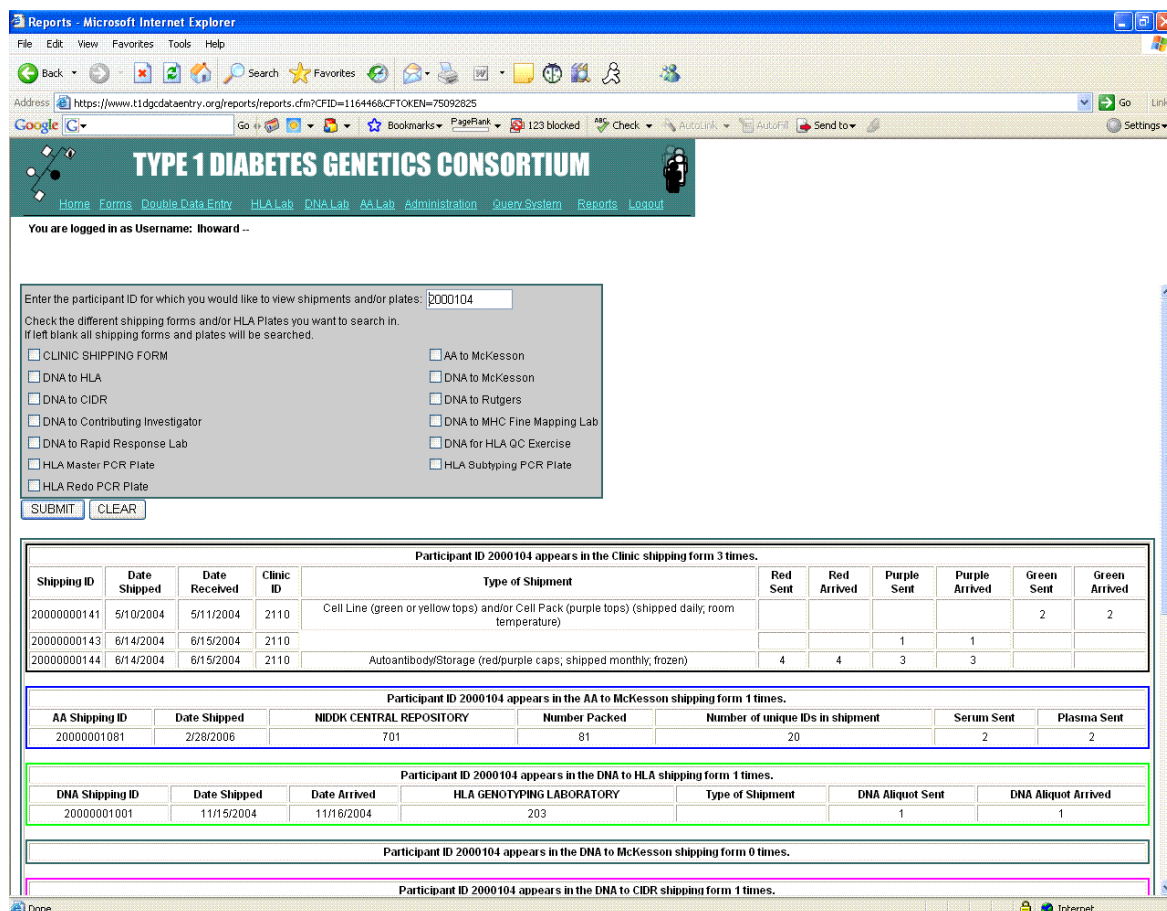 Reports - Microsoft Internet Explorer
File Edit View Favorites Tools Help
Back Search Favorites
Address https://www.t1dgcdataentry.org/reports/reports.cfm?CFID=116446&CFTOKEN=75092825 Go Link
Google G Go Bookmarks PageRank 123 blocked ABC Check AutoLink AutoFill Send to Settings
TYPE 1 DIABETES GENETICS CONSORTIUM
Home Forms Double Data Entry HLA Lab DNA Lab AA Lab Administration Query System Reports Logout
You are logged in as Username: lhoward --
Enter the participant ID for which you would like to view shipments and/or plates: 2000104
Check the different shipping forms and/or HLA Plates you want to search in.
If left blank all shipping forms and plates will be searched.
CLINIC SHIPPING FORM AA to McKesson
DNA to HLA DNA to McKesson
DNA to CIDR DNA to Rutgers
DNA to Contributing Investigator DNA to MHC Fine Mapping Lab
DNA to Rapid Response Lab DNA for HLA QC Exercise
HLA Master PCR Plate HLA Subtyping PCR Plate
HLA Redo PCR Plate
SUBMIT CLEAR
Participant ID 2000104 appears in the Clinic shipping form 3 times.
Shipping ID Date Shipped Date Received Clinic ID Type of Shipment Red Sent Red Arrived Purple Sent Purple Arrived Green Sent Green Arrived
20000000141 5/10/2004 5/11/2004 2110 Cell Line (green or yellow tops) and/or Cell Pack (purple tops) (shipped daily; room temperature) 2 2
20000000143 6/14/2004 6/15/2004 2110 1 1
20000000144 6/14/2004 6/15/2004 2110 Autoantibody/Storage (red/purple caps; shipped monthly; frozen) 4 4 3 3
Participant ID 2000104 appears in the AA to McKesson shipping form 1 times.
AA Shipping ID Date Shipped NIDDK CENTRAL REPOSITORY Number Packed Number of unique IDs in shipment Serum Sent Plasma Sent
20000001081 2/28/2006 701 81 20 2 2
Participant ID 2000104 appears in the DNA to HLA shipping form 1 times.
DNA Shipping ID Date Shipped Date Arrived HLA GENOTYPING LABORATORY Type of Shipment DNA Aliquot Sent DNA Aliquot Arrived
20000001001 11/15/2004 11/16/2004 203 1 1
Participant ID 2000104 appears in the DNA to McKesson shipping form 0 times.
Participant ID 2000104 appears in the DNA to CIDR shipping form 1 times.
Done Internet